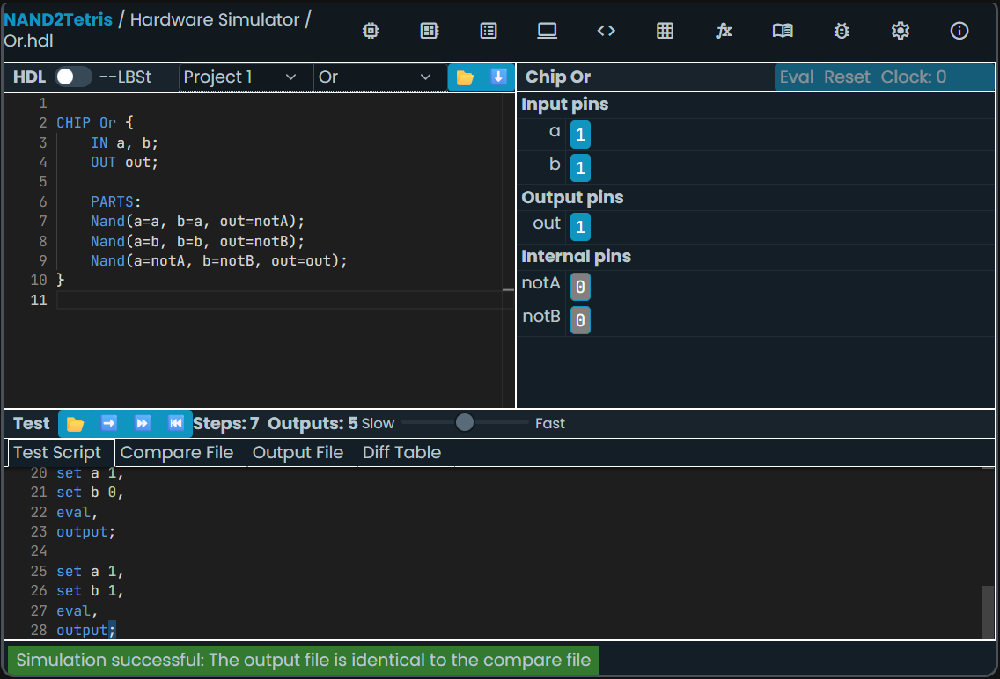 NAND2Tetris / Hardware Simulator /
Or.hdl
HDL --LBSt Project 1 Or
1
2 CHIP Or {
3     IN a, b;
4     OUT out;
5
6     PARTS:
7     Nand(a=a, b=a, out=notA);
8     Nand(a=b, b=b, out=notB);
9     Nand(a=notA, b=notB, out=out);
10 }
11
Chip Or Eval Reset Clock: 0
Input pins
a 1
b 1
Output pins
out 1
Internal pins
notA 0
notB 0
Test Steps: 7 Outputs: 5 Slow Fast
Test Script Compare File Output File Diff Table
20 set a 1,
21 set b 0,
22 eval,
23 output;
24
25 set a 1,
26 set b 1,
27 eval,
28 output;
Simulation successful: The output file is identical to the compare file